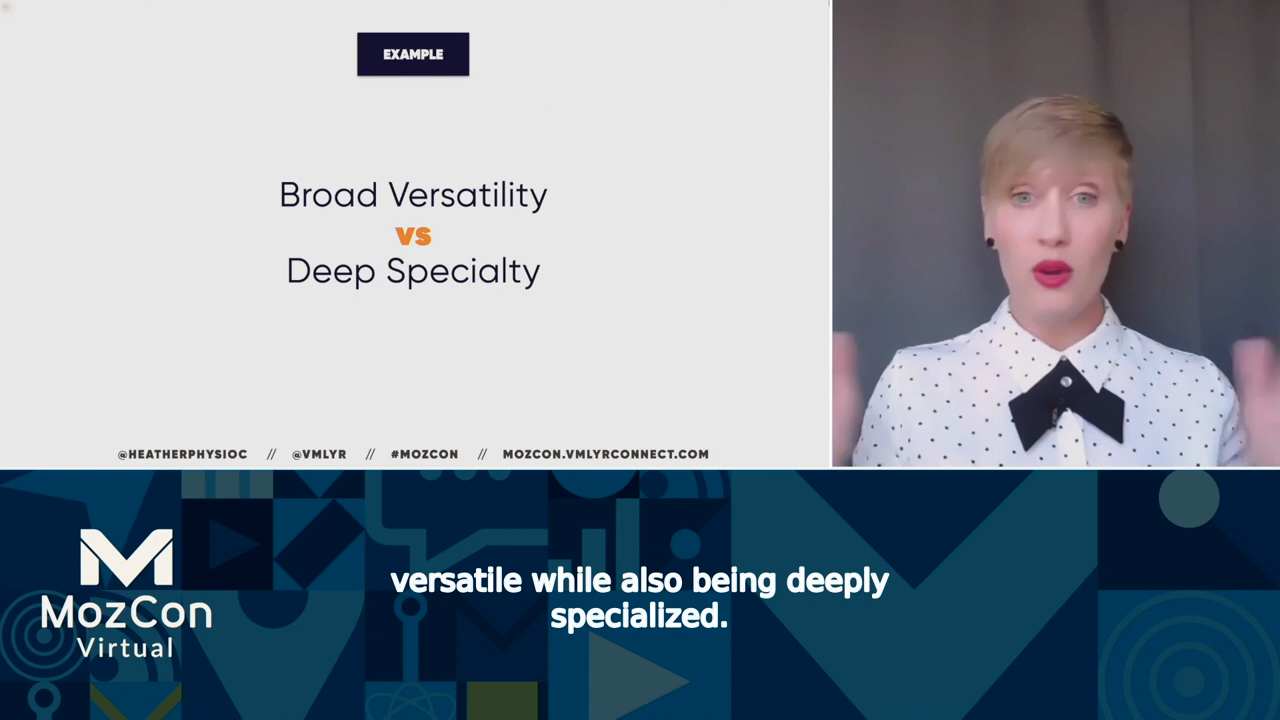 EXAMPLE
Broad Versatility
VS
Deep Specialty
@HEATHERPHYSIOC // @VMLYR // #MOZCON // MOZCON.VMLYRCONNECT.COM
M
MozCon
Virtual
versatile while also being deeply
specialized.